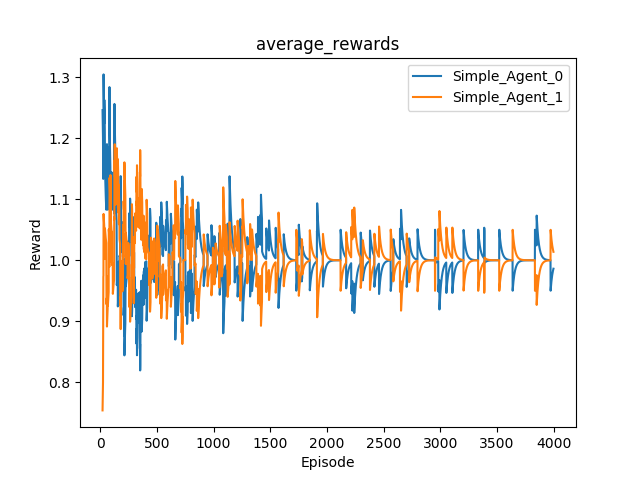 average_rewards
Simple_Agent_0
Simple_Agent_1
Reward
1.3
1.2
1.1
1.0
0.9
0.8
0 500 1000 1500 2000 2500 3000 3500 4000
Episode